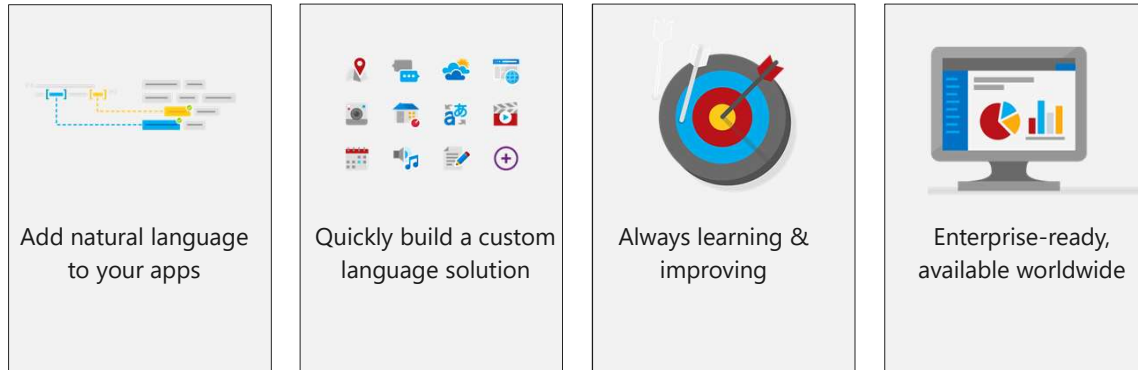 Add natural language
to your apps
Quickly build a custom
language solution
Always learning &
improving
Enterprise-ready,
available worldwide